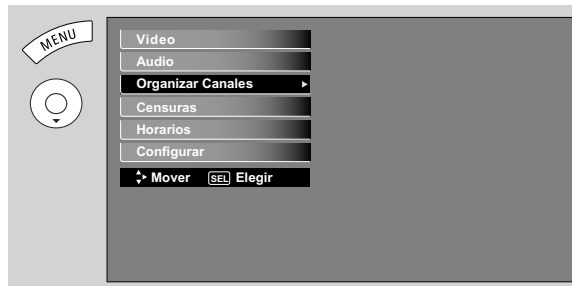 MENU
Video
Audio
Organizar Canales
Censuras
Horarios
Configurar
Mover SEL Elegir